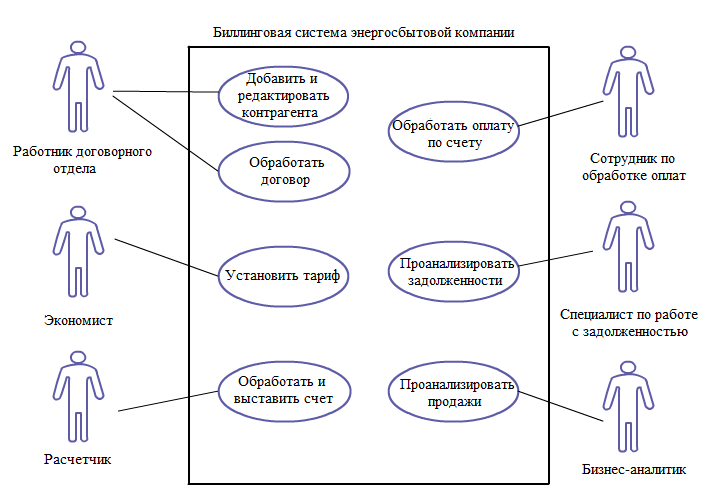 Биллинговая система энергосбытовой компании
Добавить и
редактировать
контрагента
Обработать оплату
по счету
Работник договорного
отдела
Обработать
договор
Сотрудник по
обработке оплат
Установить тариф
Проанализировать
задолженности
Экономист
Специалист по работе
с задолженностью
Обработать и
выставить счет
Проанализировать
продажи
Расчетчик
Бизнес-аналитик